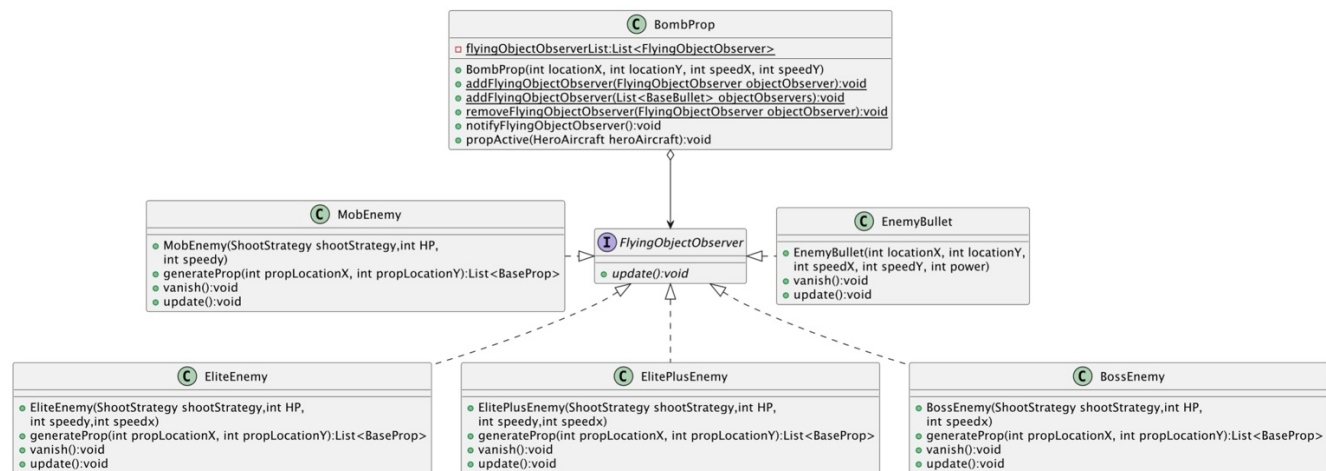 C BombProp
flyingObjectObserverList:List<FlyingObjectObserver>
BombProp(int locationX, int locationY, int speedX, int speedY)
addFlyingObjectObserver(FlyingObjectObserver objectObserver):void
addFlyingObjectObserver(List<BaseBullet> objectObservers):void
removeFlyingObjectObserver(FlyingObjectObserver objectObserver):void
notifyFlyingObjectObserver():void
propActive(HeroAircraft heroAircraft):void
C MobEnemy
MobEnemy(ShootStrategy shootStrategy,int HP,
int speedy)
generateProp(int propLocationX, int propLocationY):List<BaseProp>
vanish():void
update():void
I FlyingObjectObserver
update():void
C EnemyBullet
EnemyBullet(int locationX, int locationY,
int speedX, int speedY, int power)
vanish():void
update():void
C EliteEnemy
EliteEnemy(ShootStrategy shootStrategy,int HP,
int speedy,int speedx)
generateProp(int propLocationX, int propLocationY):List<BaseProp>
vanish():void
update():void
C ElitePlusEnemy
ElitePlusEnemy(ShootStrategy shootStrategy,int HP,
int speedy,int speedx)
generateProp(int propLocationX, int propLocationY):List<BaseProp>
vanish():void
update():void
C BossEnemy
BossEnemy(ShootStrategy shootStrategy,int HP,
int speedx)
generateProp(int propLocationX, int propLocationY):List<BaseProp>
vanish():void
update():void